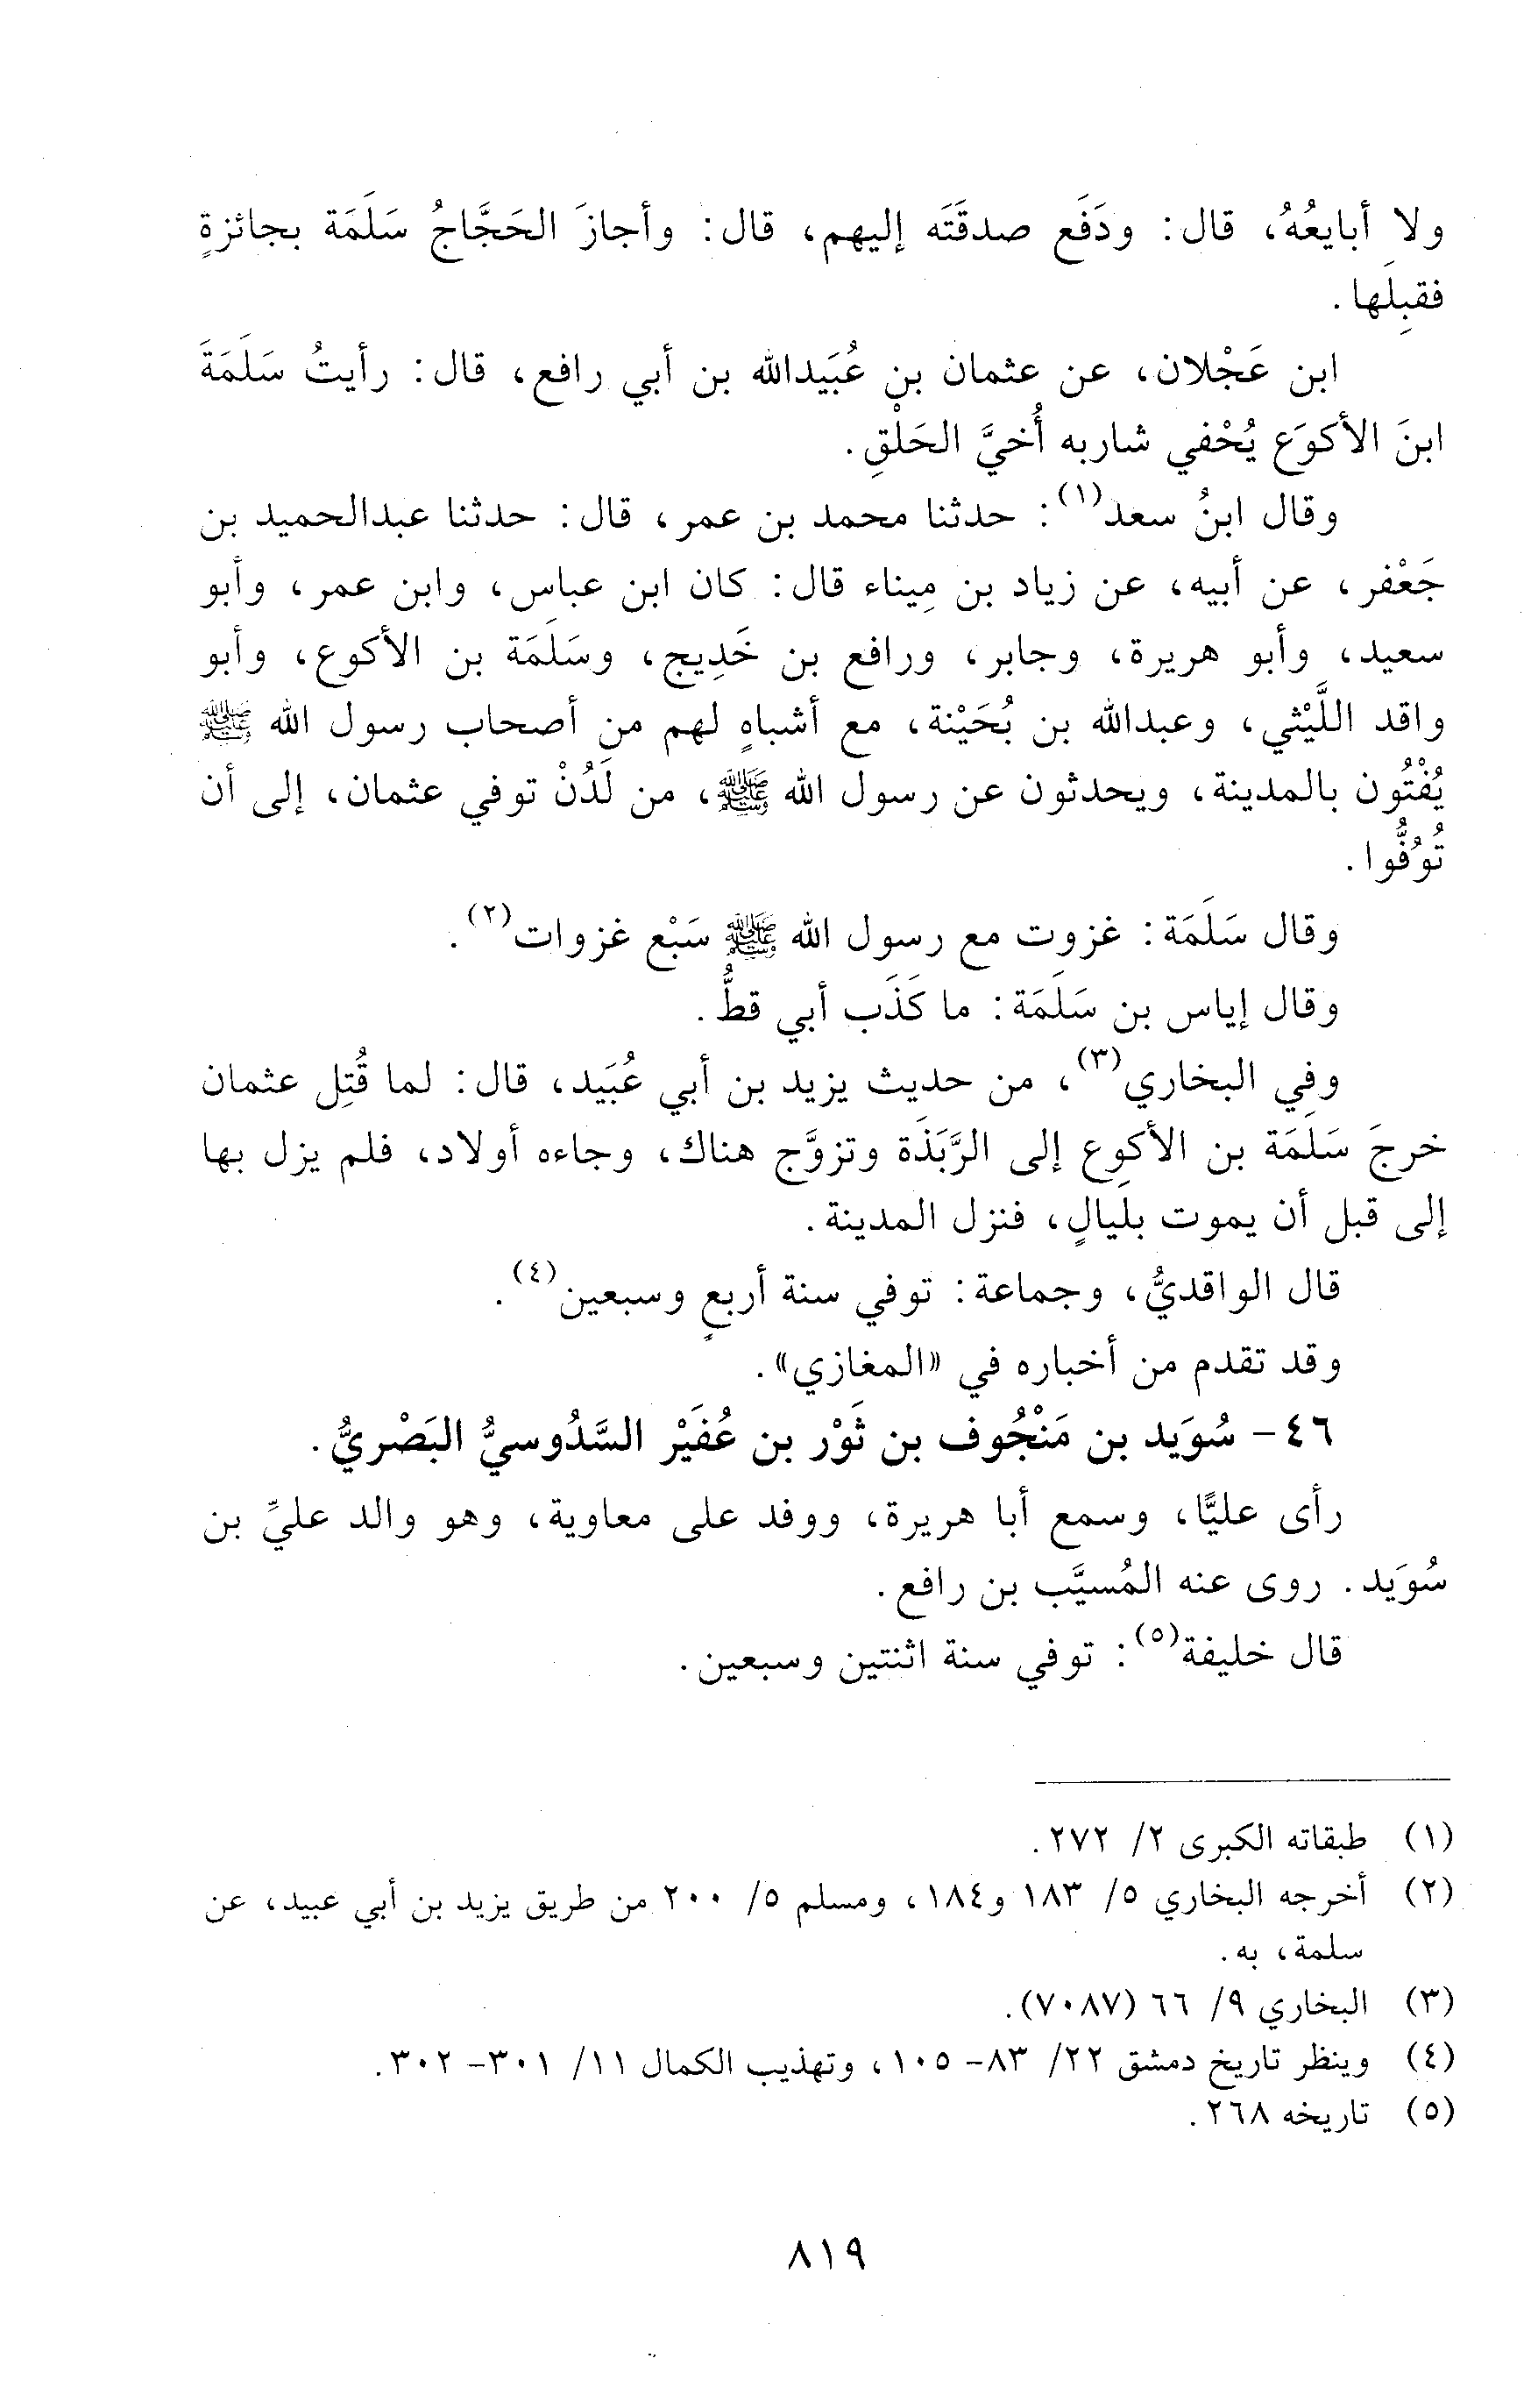 ولا أبايعُهُ، قال: ودَفَع صدقَتَه إليهم، قال: وأجازَ الحَجَّاجُ سَلَمَة بجائزةٍ
فقبِلَها.
ابن عَجْلان، عن عثمان بن عُبَيدالله بن أبي رافع، قال: رأيتُ سَلَمَةَ
ابنَ الأكوَع يُحْفي شاربه أُخيَّ الحَلْقِ.
وقال ابنُ سعد(١): حدثنا محمد بن عمر، قال: حدثنا عبدالحميد بن
جَعْفر، عن أبيه، عن زياد بن مِيناء قال: كان ابن عباس، وابن عمر، وأبو
سعيد، وأبو هريرة، وجابر، ورافع بن خَدِيج، وسَلَمَة بن الأكوع، وأبو
واقد اللَّيْثي، وعبدالله بن بُحَيْنة، مع أشباهٍ لهم من أصحاب رسول الله ﷺ
يُفْتُون بالمدينة، ويحدثون عن رسول الله ﷺ، من لَدُنْ توفي عثمان، إلى أن
تُوُفُّوا.
وقال سَلَمَة: غزوت مع رسول الله ﷺ سَبْع غزوات(٢).
وقال إياس بن سَلَمَة: ما كَذَب أبي قطُّ.
وفي البخاري(٣)، من حديث يزيد بن أبي عُبَيد، قال: لما قُتِل عثمان
خرجَ سَلَمَة بن الأكوع إلى الرَّبَذَة وتزوَّج هناك، وجاءه أولاد، فلم يزل بها
إلى قبل أن يموت بلَيالٍ، فنزل المدينة.
قال الواقديُّ، وجماعة: توفي سنة أربعٍ وسبعين(٤).
وقد تقدم من أخباره في «المغازي».
٤٦- سُوَيد بن مَنْجُوف بن ثَوْر بن عُفَيْر السَّدُوسيُّ البَصْريُّ.
رأى عليًّا، وسمع أبا هريرة، ووفد على معاوية، وهو والد عليِّ بن
سُوَيد. روى عنه المُسيَّب بن رافع.
قال خليفة(٥): توفي سنة اثنتين وسبعين.
(١) طبقاته الكبرى ٢/ ٢٧٢.
(٢) أخرجه البخاري ٥/ ١٨٣ و١٨٤، ومسلم ٥/ ٢٠٠ من طريق يزيد بن أبي عبيد، عن
سلمة، به.
(٣) البخاري ٩/ ٦٦ (٧٠٨٧).
(٤) وينظر تاريخ دمشق ٢٢/ ٨٣- ١٠٥، وتهذيب الكمال ١١/ ٣٠١- ٣٠٢.
(٥) تاريخه ٢٦٨.
٨١٩